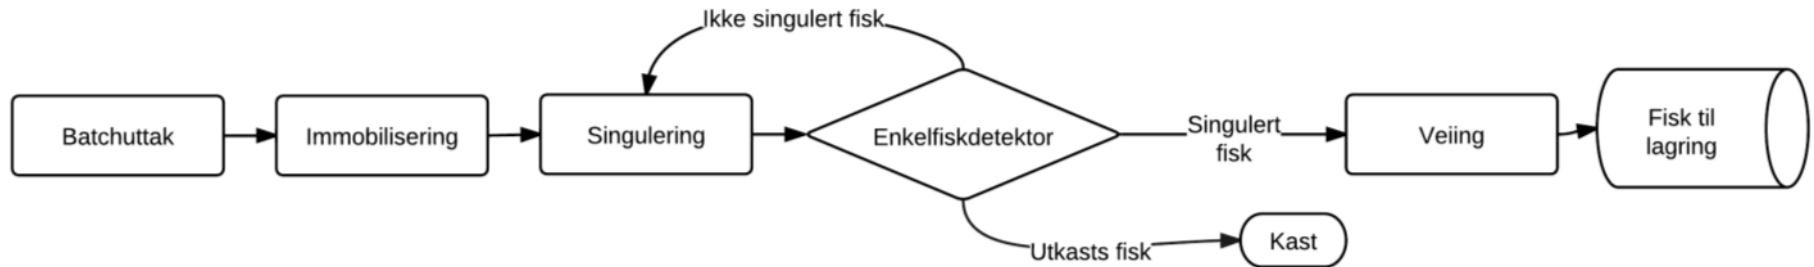 Ikke singulert fisk
Batchuttak
Immobilisering
Singulering
Enkelfiskdetektor
Singulert
fisk
Veiing
Fisk til
lagring
Utkasts fisk
Kast